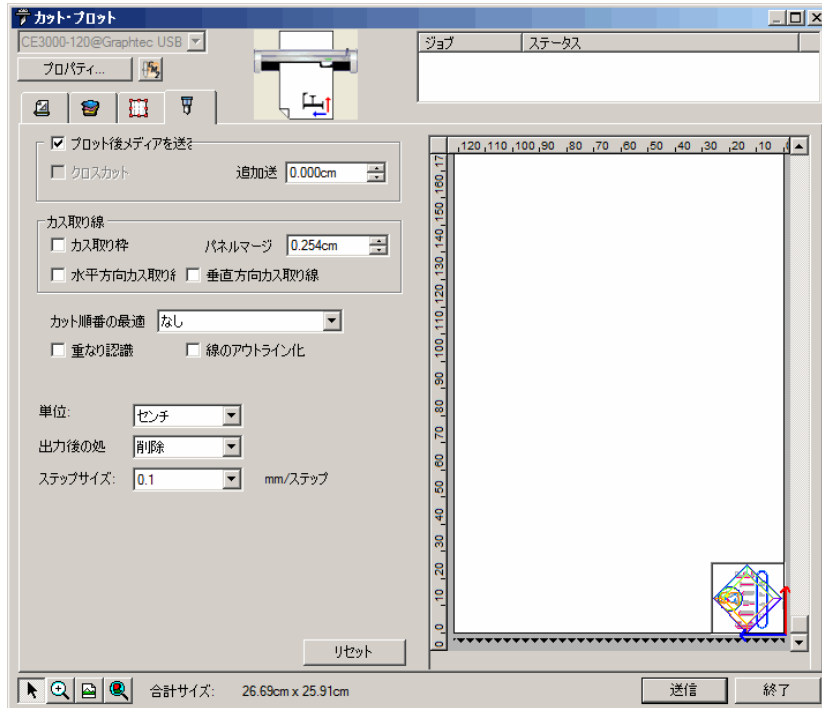 カット・プロット
CE3000-120@Graphtec USB
ジョブ ステータス
プロパティ...
プロット後メディアを送る
クロスカット 追加送 0.000cm
カス取り線
カス取り枠 パネルマージ 0.254cm
水平方向カス取り 垂直方向カス取り線
カット順番の最適 なし
重なり認識 線のアウトライン化
単位: センチ
出力後の処 削除
ステップサイズ: 0.1 mm/ステップ
リセット
120 110 100 90 80 70 60 50 40 30 20 10 0
17
160
150
140
130
120
110
100
90
80
70
60
50
40
30
20
10
0
合計サイズ: 26.69cm x 25.91cm 送信 終了